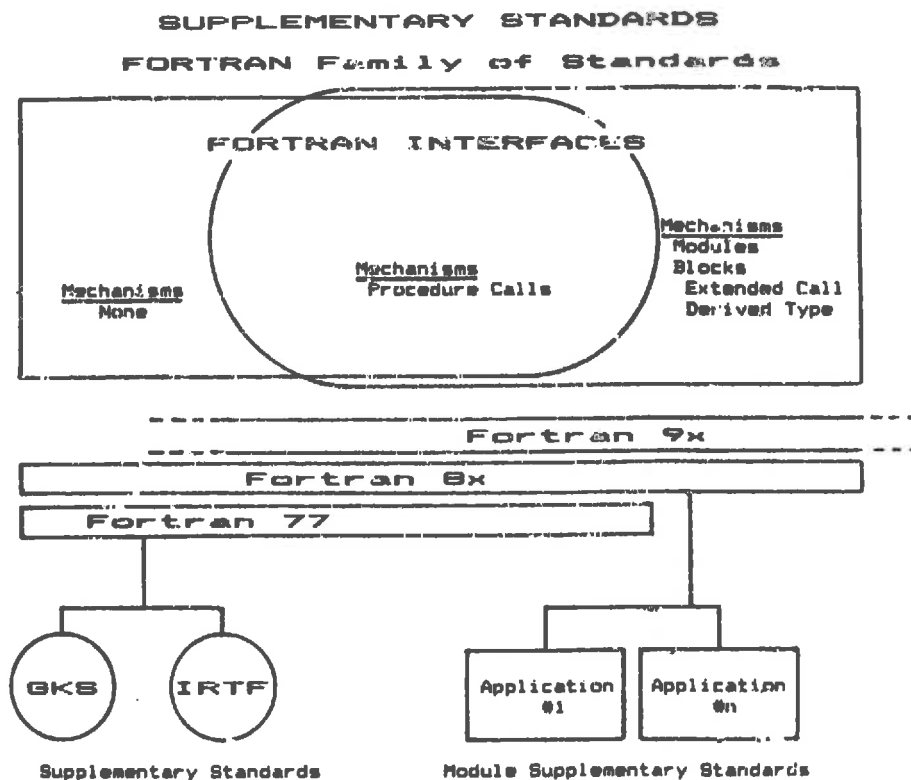 SUPPLEMENTARY STANDARDS
FORTRAN Family of Standards
FORTRAN INTERFACES
Mechanisms
None
Mechanisms
Procedure Calls
Mechanisms
Modules
Blocks
Extended Call
Derived Type
Fortran 9x
Fortran 8x
Fortran 77
GKS
IRTF
Application
#1
Application
#n
Supplementary Standards
Module Supplementary Standards